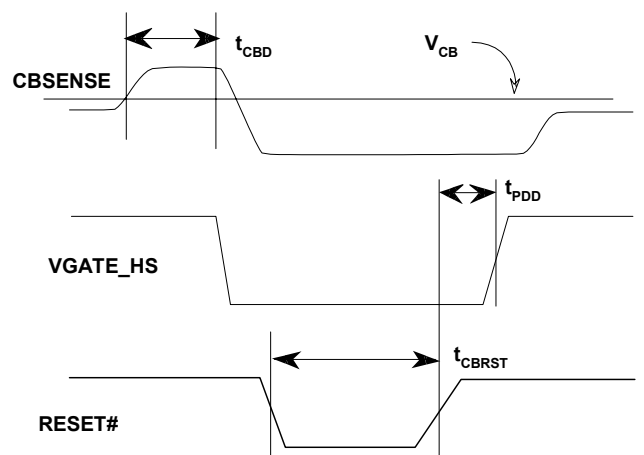 t_CBD
V_CB
CBSENSE
t_PDD
VGATE_HS
t_CBRST
RESET#